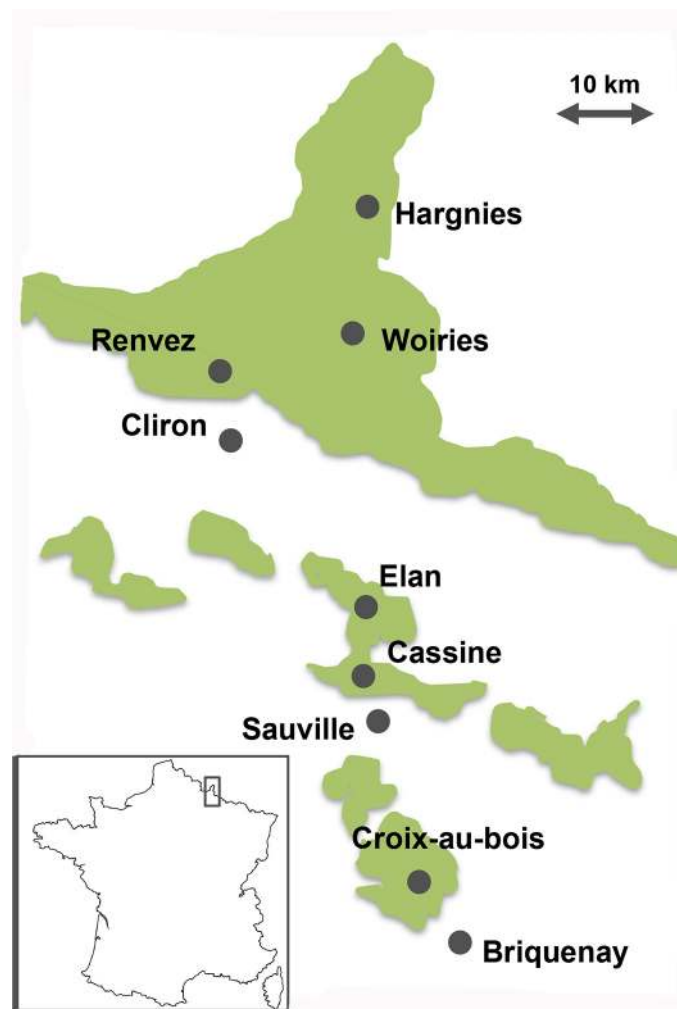 10 km
Hargnies
Renvez
Woiries
Cliron
Elan
Cassine
Sauville
Croix-au-bois
Briquenay